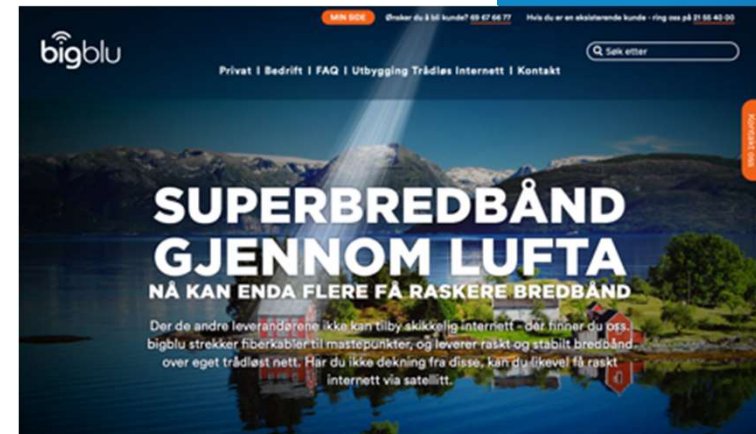 MIN SIDE Ønsker du å bli kunde? 69 67 66 77 Hvis du er en eksisterende kunde - ring oss på 21 55 40 00
bigblu
Søk etter
Privat I Bedrift I FAQ I Utbygging Trådløs Internett I Kontakt
Kontakt oss
SUPERBREDBÅND
GJENNOM LUFTA
NÅ KAN ENDA FLERE FÅ RASKERE BREDBÅND
Der de andre leverandørene ikke kan tilby skikkelig internett - der finner du oss.
bigblu strekker fiberkabler til mastepunkter, og leverer raskt og stabilt bredbånd
over eget trådløst nett. Har du ikke dekning fra disse, kan du likevel få raskt
internett via satellitt.